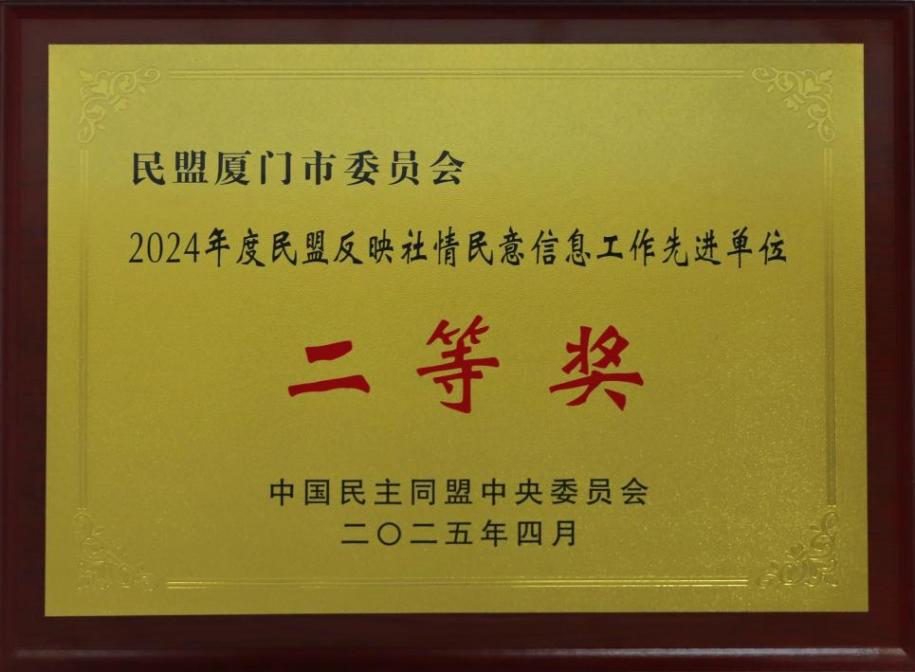 民盟厦门市委员会
2024年度民盟反映社情民意信息工作先进单位
二等奖
中国民主同盟中央委员会
二〇二五年四月